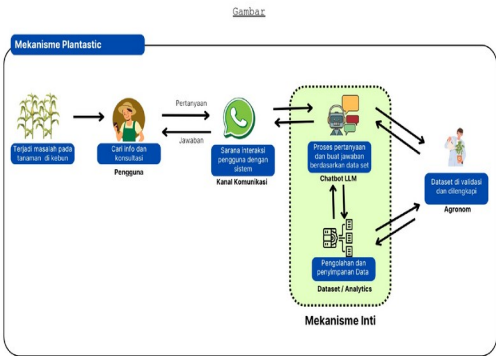 Gambar
Mekanisme Plantastic
Terjadi masalah pada
tanaman di kebun
Cari info dan
konsultasi
Pengguna
Pertanyaan
Jawaban
Sarana interaksi
pengguna dengan
sistem
Kanal Komunikasi
Proses pertanyaan
dan buat jawaban
berdasarkan data set
Chatbot LLM
Pengolahan dan
penyimpanan Data
Dataset / Analytics
Mekanisme Inti
Dataset di validasi
dan dilengkapi
Agronom